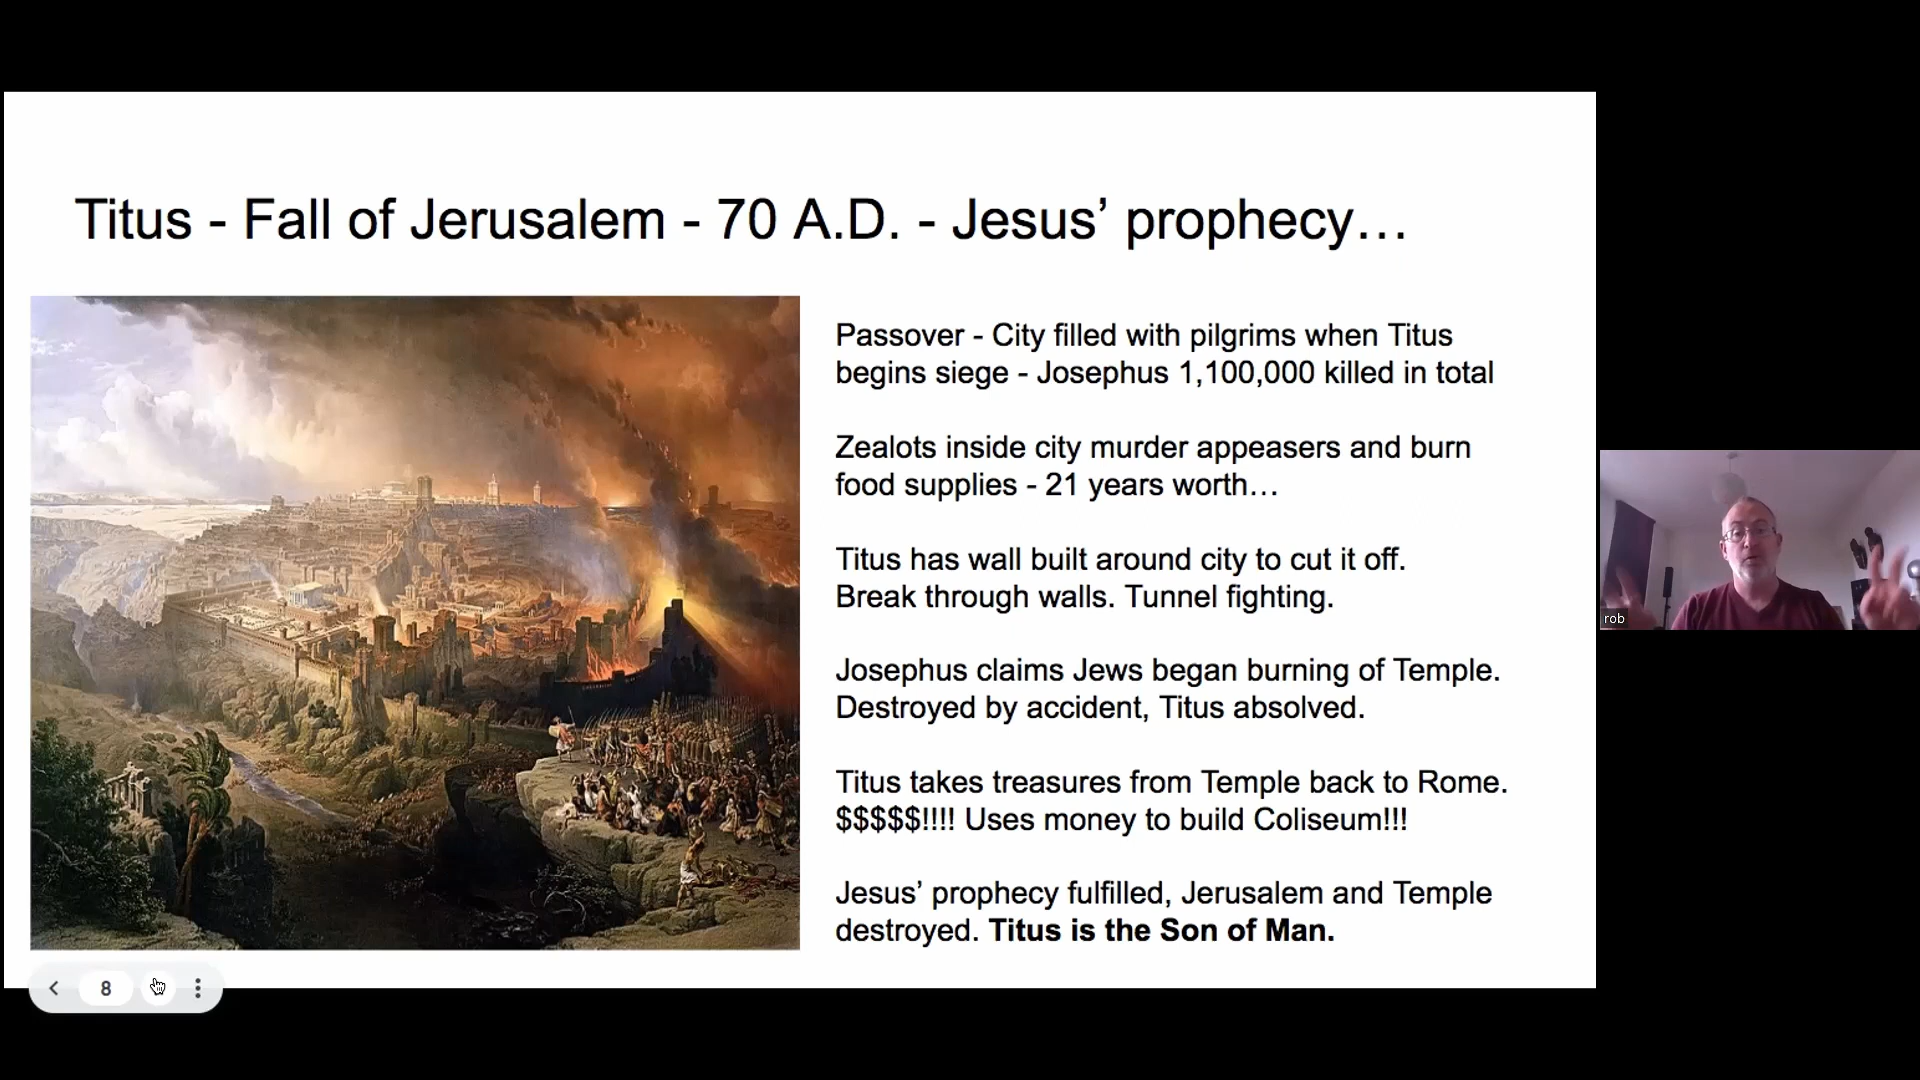 Titus - Fall of Jerusalem - 70 A.D. - Jesus’ prophecy…
Passover - City filled with pilgrims when Titus
begins siege - Josephus 1,100,000 killed in total
Zealots inside city murder appeasers and burn
food supplies - 21 years worth…
Titus has wall built around city to cut it off.
Break through walls. Tunnel fighting.
Josephus claims Jews began burning of Temple.
Destroyed by accident, Titus absolved.
Titus takes treasures from Temple back to Rome.
$$$$$!!!! Uses money to build Coliseum!!!
Jesus’ prophecy fulfilled, Jerusalem and Temple
destroyed. Titus is the Son of Man.
rob
8